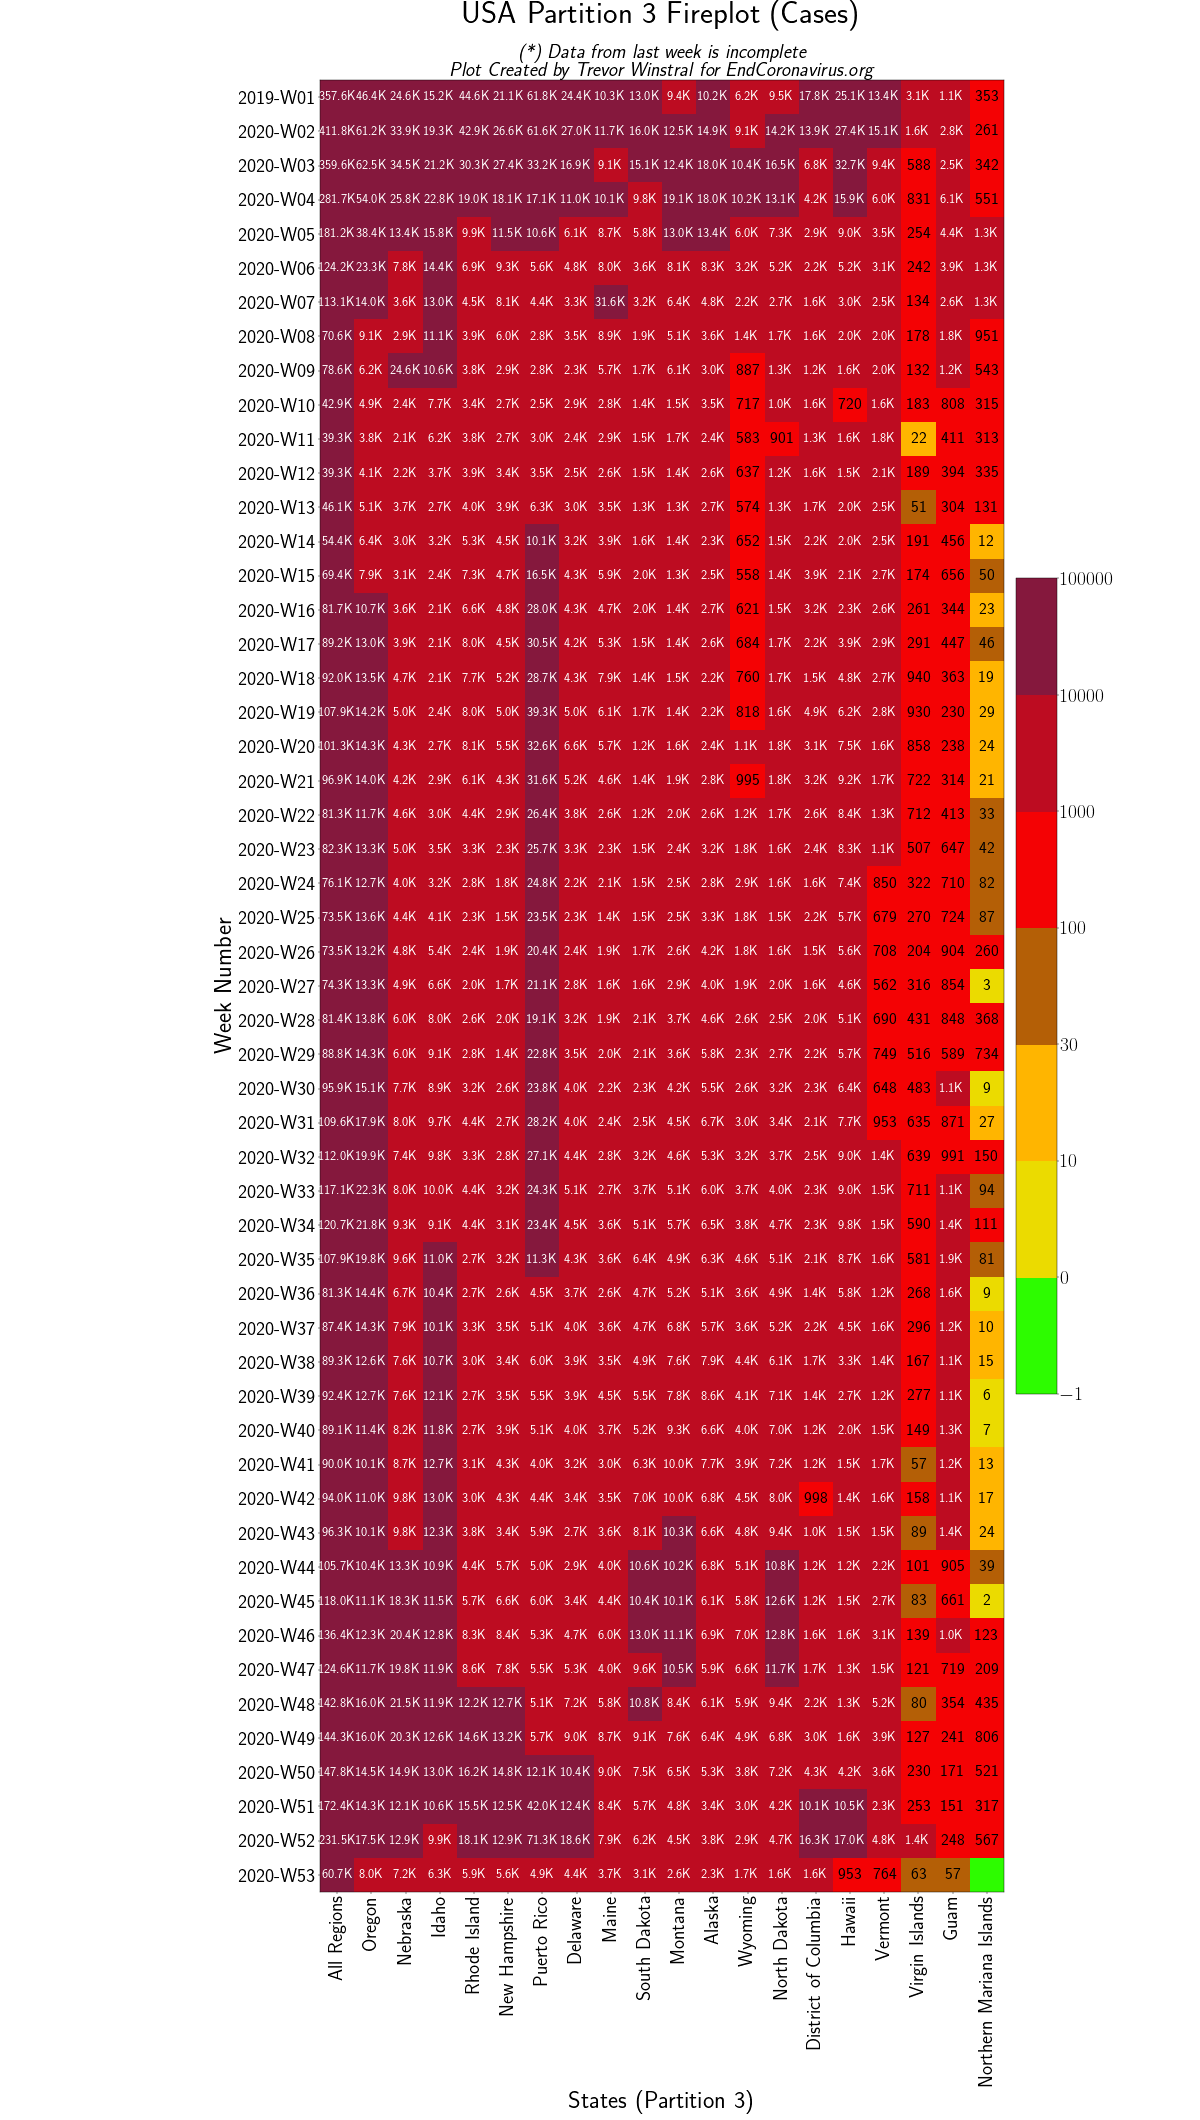 USA Partition 3 Fireplot (Cases)
(*) Data from last week is incomplete
Plot Created by Trevor Winstral for EndCoronavirus.org
2019-W01 357.6K 46.4K 24.6K 15.2K 44.6K 21.1K 61.8K 24.4K 10.3K 13.0K 9.4K 10.2K 6.2K 9.5K 17.8K 25.1K 13.4K 3.1K 1.1K 353
2020-W02 411.8K 61.2K 33.9K 19.3K 42.9K 26.6K 61.6K 27.0K 11.7K 16.0K 12.5K 14.9K 9.1K 14.2K 13.9K 27.4K 15.1K 1.6K 2.8K 261
2020-W03 359.6K 62.5K 34.5K 21.2K 30.3K 27.4K 33.2K 16.9K 9.1K 15.1K 12.4K 18.0K 10.4K 16.5K 6.8K 32.7K 9.4K 588 2.5K 342
2020-W04 281.7K 54.0K 25.8K 22.8K 19.0K 18.1K 17.1K 11.0K 10.1K 9.8K 19.1K 18.0K 10.2K 13.1K 4.2K 15.9K 6.0K 831 6.1K 551
2020-W05 181.2K 38.4K 13.4K 15.8K 9.9K 11.5K 10.6K 6.1K 8.7K 5.8K 13.0K 13.4K 6.0K 7.3K 2.9K 9.0K 3.5K 254 4.4K 1.3K
2020-W06 124.2K 23.3K 7.8K 14.4K 6.9K 9.3K 5.6K 4.8K 8.0K 3.6K 8.1K 8.3K 3.2K 5.2K 2.2K 5.2K 3.1K 242 3.9K 1.3K
2020-W07 113.1K 14.0K 3.6K 13.0K 4.5K 8.1K 4.4K 3.3K 31.6K 3.2K 6.4K 4.8K 2.2K 2.7K 1.6K 3.0K 2.5K 134 2.6K 1.3K
2020-W08 70.6K 9.1K 2.9K 11.1K 3.9K 6.0K 2.8K 3.5K 8.9K 1.9K 5.1K 3.6K 1.4K 1.7K 1.6K 2.0K 2.0K 178 1.8K 951
2020-W09 78.6K 6.2K 24.6K 10.6K 3.8K 2.9K 2.8K 2.3K 5.7K 1.7K 6.1K 3.0K 887 1.3K 1.2K 1.6K 2.0K 132 1.2K 543
2020-W10 42.9K 4.9K 2.4K 7.7K 3.4K 2.7K 2.5K 2.9K 2.8K 1.4K 1.5K 3.5K 717 1.0K 1.6K 720 1.6K 183 808 315
2020-W11 39.3K 3.8K 2.1K 6.2K 3.8K 2.7K 3.0K 2.4K 2.9K 1.5K 1.7K 2.4K 583 901 1.3K 1.6K 1.8K 22 411 313
2020-W12 39.3K 4.1K 2.2K 3.7K 3.9K 3.4K 3.5K 2.5K 2.6K 1.5K 1.4K 2.6K 637 1.2K 1.6K 1.5K 2.1K 189 394 335
2020-W13 46.1K 5.1K 3.7K 2.7K 4.0K 3.9K 6.3K 3.0K 3.5K 1.3K 1.3K 2.7K 574 1.3K 1.7K 2.0K 2.5K 51 304 131
2020-W14 54.4K 6.4K 3.0K 3.2K 5.3K 4.5K 10.1K 3.2K 3.9K 1.6K 1.4K 2.3K 652 1.5K 2.2K 2.0K 2.5K 191 456 12
2020-W15 69.4K 7.9K 3.1K 2.4K 7.3K 4.7K 16.5K 4.3K 5.9K 2.0K 1.3K 2.5K 558 1.4K 3.9K 2.1K 2.7K 174 656 50
2020-W16 81.7K 10.7K 3.6K 2.1K 6.6K 4.8K 28.0K 4.3K 4.7K 2.0K 1.4K 2.7K 621 1.5K 3.2K 2.3K 2.6K 261 344 23
2020-W17 89.2K 13.0K 3.9K 2.1K 8.0K 4.5K 30.5K 4.2K 5.3K 1.5K 1.4K 2.6K 684 1.7K 2.2K 3.9K 2.9K 291 447 46
2020-W18 92.0K 13.5K 4.7K 2.1K 7.7K 5.2K 28.7K 4.3K 7.9K 1.4K 1.5K 2.2K 760 1.7K 1.5K 4.8K 2.7K 940 363 19
2020-W19 107.9K 14.2K 5.0K 2.4K 8.0K 5.0K 39.3K 5.0K 6.1K 1.7K 1.4K 2.2K 818 1.6K 4.9K 6.2K 2.8K 930 230 29
2020-W20 101.3K 14.3K 4.3K 2.7K 8.1K 5.5K 32.6K 6.6K 5.7K 1.2K 1.6K 2.4K 1.1K 1.8K 3.1K 7.5K 1.6K 858 238 24
2020-W21 96.9K 14.0K 4.2K 2.9K 6.1K 4.3K 31.6K 5.2K 4.6K 1.4K 1.9K 2.8K 995 1.8K 3.2K 9.2K 1.7K 722 314 21
2020-W22 81.3K 11.7K 4.6K 3.0K 4.4K 2.9K 26.4K 3.8K 2.6K 1.2K 2.0K 2.6K 1.2K 1.7K 2.6K 8.4K 1.3K 712 413 33
2020-W23 82.3K 13.3K 5.0K 3.5K 3.3K 2.3K 25.7K 3.3K 2.3K 1.5K 2.4K 3.2K 1.8K 1.6K 2.4K 8.3K 1.1K 507 647 42
2020-W24 76.1K 12.7K 4.0K 3.2K 2.8K 1.8K 24.8K 2.2K 2.1K 1.5K 2.5K 2.8K 2.9K 1.6K 1.6K 7.4K 850 322 710 82
2020-W25 73.5K 13.6K 4.4K 4.1K 2.3K 1.5K 23.5K 2.3K 1.4K 1.5K 2.5K 3.3K 1.8K 1.5K 2.2K 5.7K 679 270 724 87
2020-W26 73.5K 13.2K 4.8K 5.4K 2.4K 1.9K 20.4K 2.4K 1.9K 1.7K 2.6K 4.2K 1.8K 1.6K 1.5K 5.6K 708 204 904 260
2020-W27 74.3K 13.3K 4.9K 6.6K 2.0K 1.7K 21.1K 2.8K 1.6K 1.6K 2.9K 4.0K 1.9K 2.0K 1.6K 4.6K 562 316 854 3
2020-W28 81.4K 13.8K 6.0K 8.0K 2.6K 2.0K 19.1K 3.2K 1.9K 2.1K 3.7K 4.6K 2.6K 2.5K 2.0K 5.1K 690 431 848 368
2020-W29 88.8K 14.3K 6.0K 9.1K 2.8K 1.4K 22.8K 3.5K 2.0K 2.1K 3.6K 5.8K 2.3K 2.7K 2.2K 5.7K 749 516 589 734
2020-W30 95.9K 15.1K 7.7K 8.9K 3.2K 2.6K 23.8K 4.0K 2.2K 2.3K 4.2K 5.5K 2.6K 3.2K 2.3K 6.4K 648 483 1.1K 9
2020-W31 109.6K 17.9K 8.0K 9.7K 4.4K 2.7K 28.2K 4.0K 2.4K 2.5K 4.5K 6.7K 3.0K 3.4K 2.1K 7.7K 953 635 871 27
2020-W32 112.0K 19.9K 7.4K 9.8K 3.3K 2.8K 27.1K 4.4K 2.8K 3.2K 4.6K 5.3K 3.2K 3.7K 2.5K 9.0K 1.4K 639 991 150
2020-W33 117.1K 22.3K 8.0K 10.0K 4.4K 3.2K 24.3K 5.1K 2.7K 3.7K 5.1K 6.0K 3.7K 4.0K 2.3K 9.0K 1.5K 711 1.1K 94
2020-W34 120.7K 21.8K 9.3K 9.1K 4.4K 3.1K 23.4K 4.5K 3.6K 5.1K 5.7K 6.5K 3.8K 4.7K 2.3K 9.8K 1.5K 590 1.4K 111
2020-W35 107.9K 19.8K 9.6K 11.0K 2.7K 3.2K 11.3K 4.3K 3.6K 6.4K 4.9K 6.3K 4.6K 5.1K 2.1K 8.7K 1.6K 581 1.9K 81
2020-W36 81.3K 14.4K 6.7K 10.4K 2.7K 2.6K 4.5K 3.7K 2.6K 4.7K 5.2K 5.1K 3.6K 4.9K 1.4K 5.8K 1.2K 268 1.6K 9
2020-W37 87.4K 14.3K 7.9K 10.1K 3.3K 3.5K 5.1K 4.0K 3.6K 4.7K 6.8K 5.7K 3.6K 5.2K 2.2K 4.5K 1.6K 296 1.2K 10
2020-W38 89.3K 12.6K 7.6K 10.7K 3.0K 3.4K 6.0K 3.9K 3.5K 4.9K 7.6K 7.9K 4.4K 6.1K 1.7K 3.3K 1.4K 167 1.1K 15
2020-W39 92.4K 12.7K 7.6K 12.1K 2.7K 3.5K 5.5K 3.9K 4.5K 5.5K 7.8K 8.6K 4.1K 7.1K 1.4K 2.7K 1.2K 277 1.1K 6
2020-W40 89.1K 11.4K 8.2K 11.8K 2.7K 3.9K 5.1K 4.0K 3.7K 5.2K 9.3K 6.6K 4.0K 7.0K 1.2K 2.0K 1.5K 149 1.3K 7
2020-W41 90.0K 10.1K 8.7K 12.7K 3.1K 4.3K 4.0K 3.2K 3.0K 6.3K 10.0K 7.7K 3.9K 7.2K 1.2K 1.5K 1.7K 57 1.2K 13
2020-W42 94.0K 11.0K 9.8K 13.0K 3.0K 4.3K 4.4K 3.4K 3.5K 7.0K 10.0K 6.8K 4.5K 8.0K 998 1.4K 1.6K 158 1.1K 17
2020-W43 96.3K 10.1K 9.8K 12.3K 3.8K 3.4K 5.9K 2.7K 3.6K 8.1K 10.3K 6.6K 4.8K 9.4K 1.0K 1.5K 1.5K 89 1.4K 24
2020-W44 105.7K 10.4K 13.3K 10.9K 4.4K 5.7K 5.0K 2.9K 4.0K 10.6K 10.2K 6.8K 5.1K 10.8K 1.2K 1.2K 2.2K 101 905 39
2020-W45 118.0K 11.1K 18.3K 11.5K 5.7K 6.6K 6.0K 3.4K 4.4K 10.4K 10.1K 6.1K 5.8K 12.6K 1.2K 1.5K 2.7K 83 661 2
2020-W46 136.4K 12.3K 20.4K 12.8K 8.3K 8.4K 5.3K 4.7K 6.0K 13.0K 11.1K 6.9K 7.0K 12.8K 1.6K 1.6K 3.1K 139 1.0K 123
2020-W47 124.6K 11.7K 19.8K 11.9K 8.6K 7.8K 5.5K 5.3K 4.0K 9.6K 10.5K 5.9K 6.6K 11.7K 1.7K 1.3K 1.5K 121 719 209
2020-W48 142.8K 16.0K 21.5K 11.9K 12.2K 12.7K 5.1K 7.2K 5.8K 10.8K 8.4K 6.1K 5.9K 9.4K 2.2K 1.3K 5.2K 80 354 435
2020-W49 144.3K 16.0K 20.3K 12.6K 14.6K 13.2K 5.7K 9.0K 8.7K 9.1K 7.6K 6.4K 4.9K 6.8K 3.0K 1.6K 3.9K 127 241 806
2020-W50 147.8K 14.5K 14.9K 13.0K 16.2K 14.8K 12.1K 10.4K 9.0K 7.5K 6.5K 5.3K 3.8K 7.2K 4.3K 4.2K 3.6K 230 171 521
2020-W51 172.4K 14.3K 12.1K 10.6K 15.5K 12.5K 42.0K 12.4K 8.4K 5.7K 4.8K 3.4K 3.0K 4.2K 10.1K 10.5K 2.3K 253 151 317
2020-W52 231.5K 17.5K 12.9K 9.9K 18.1K 12.9K 71.3K 18.6K 7.9K 6.2K 4.5K 3.8K 2.9K 4.7K 16.3K 17.0K 4.8K 1.4K 248 567
2020-W53 60.7K 8.0K 7.2K 6.3K 5.9K 5.6K 4.9K 4.4K 3.7K 3.1K 2.6K 2.3K 1.7K 1.6K 1.6K 953 764 63 57
Week Number
All Regions
Oregon
Nebraska
Idaho
Rhode Island
New Hampshire
Puerto Rico
Delaware
Maine
South Dakota
Montana
Alaska
Wyoming
North Dakota
District of Columbia
Hawaii
Vermont
Virgin Islands
Guam
Northern Mariana Islands
States (Partition 3)
100000
10000
1000
100
30
10
0
−1